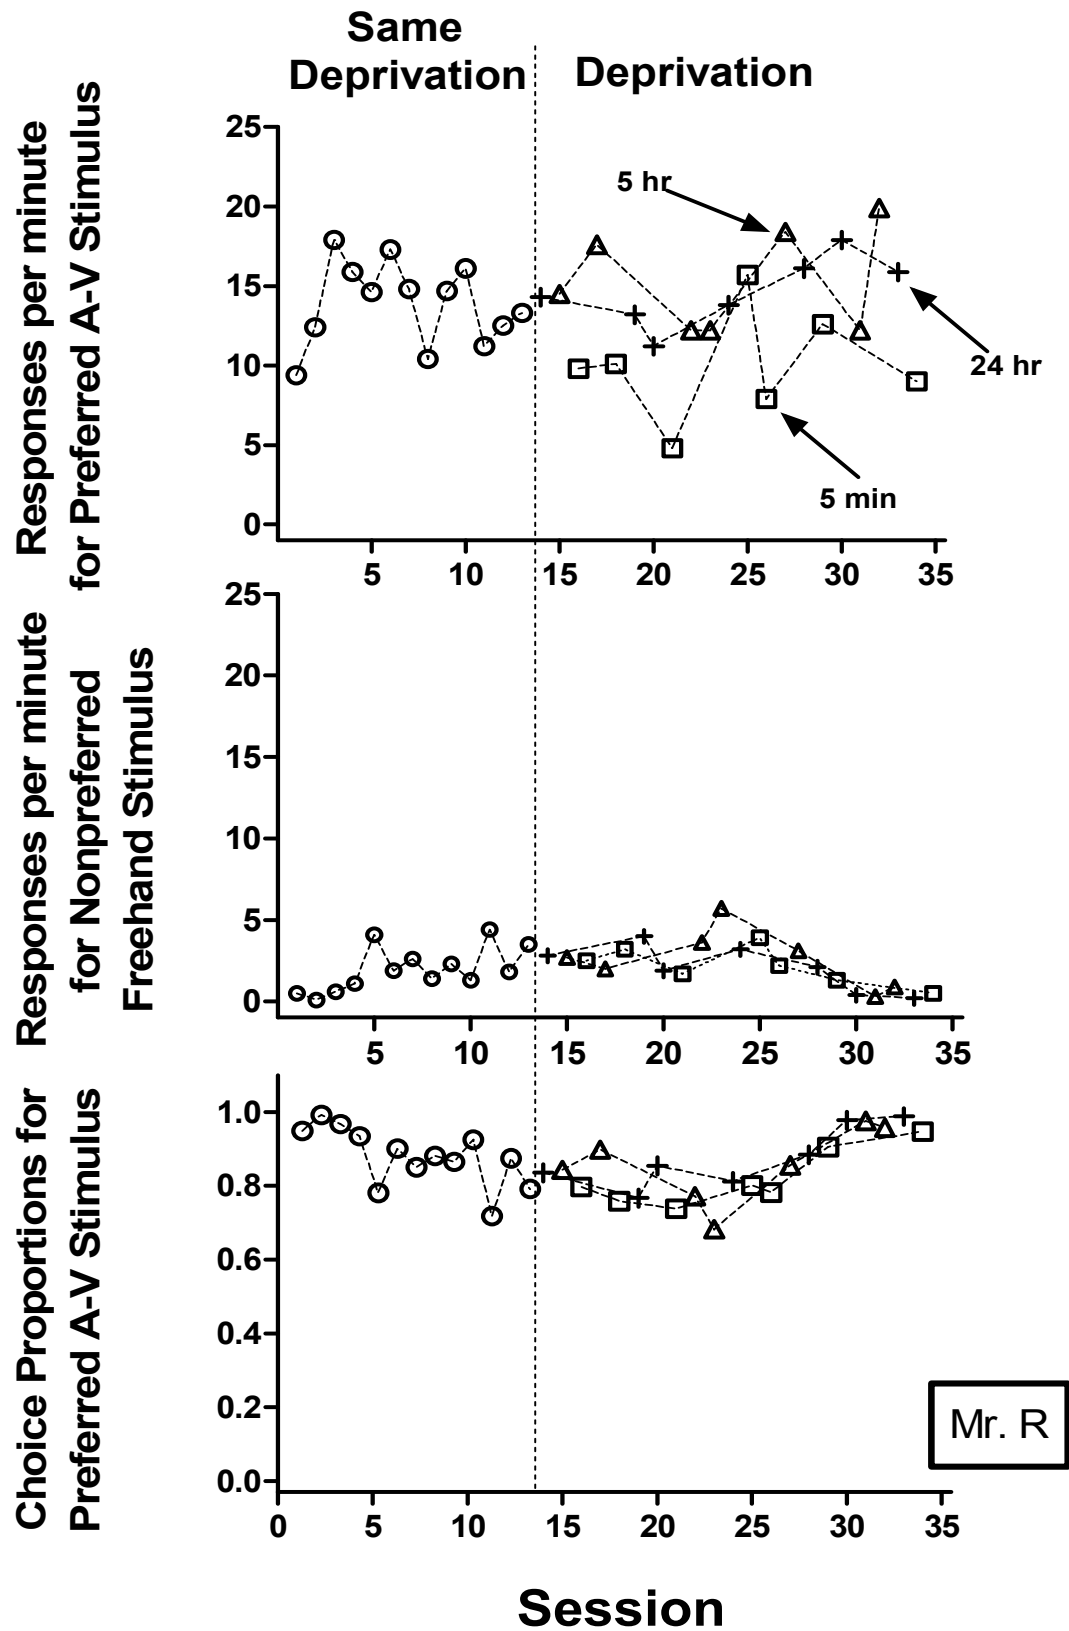 Same
Deprivation
Deprivation
Responses per minute
for Preferred A-V Stimulus
25
20
15
10
5
0
5 hr
24 hr
5 min
5 10 15 20 25 30 35
Responses per minute
for Nonpreferred
Freehand Stimulus
25
20
15
10
5
0
5 10 15 20 25 30 35
Choice Proportions for
Preferred A-V Stimulus
1.0
0.8
0.6
0.4
0.2
0.0
Mr. R
0 5 10 15 20 25 30 35
Session